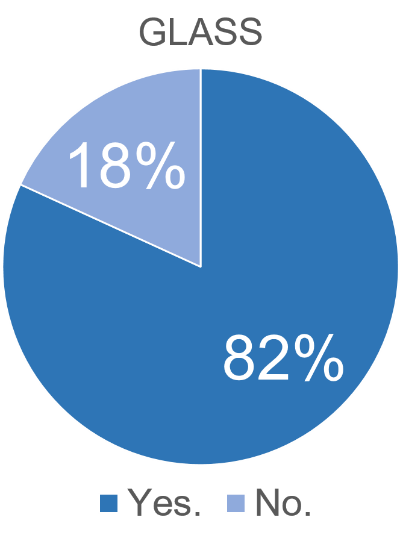 GLASS
18%
82%
Yes. No.